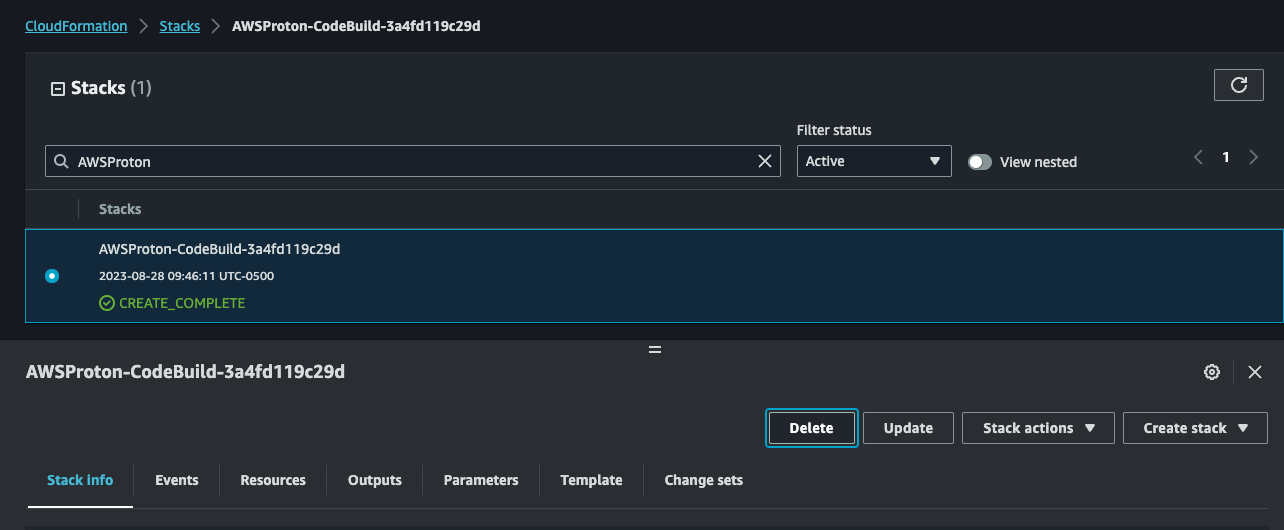 CloudFormation > Stacks > AWSProton-CodeBuild-3a4fd119c29d
Stacks (1)
Filter status
AWSProton
Active
View nested
1
Stacks
AWSProton-CodeBuild-3a4fd119c29d
2023-08-28 09:46:11 UTC-0500
CREATE_COMPLETE
AWSProton-CodeBuild-3a4fd119c29d
Delete Update Stack actions Create stack
Stack info Events Resources Outputs Parameters Template Change sets